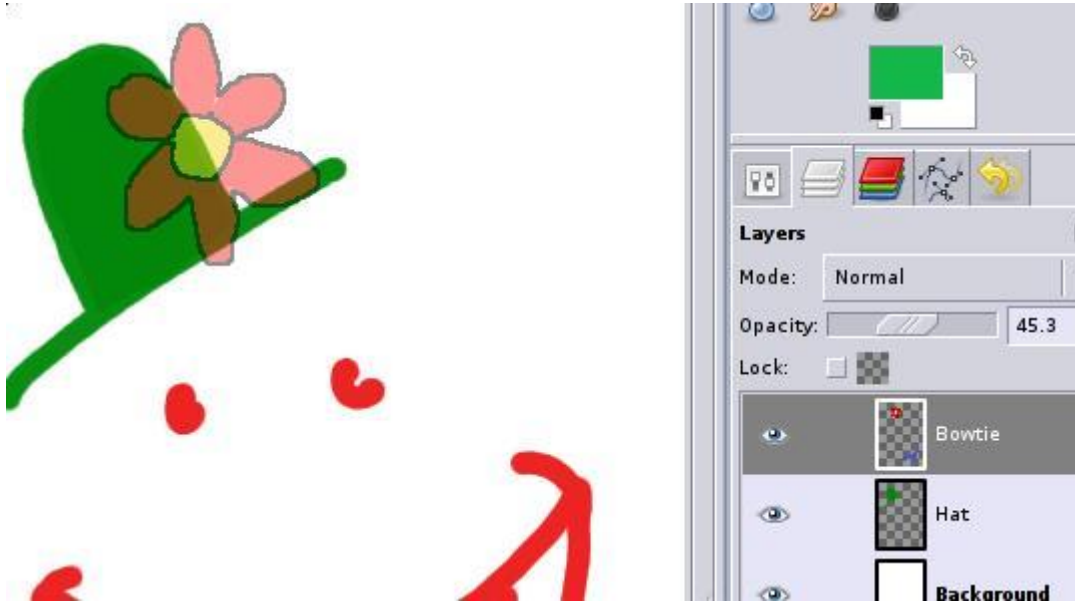 Layers
Mode: Normal
Opacity: 45.3
Lock:
Bowtie
Hat
Background